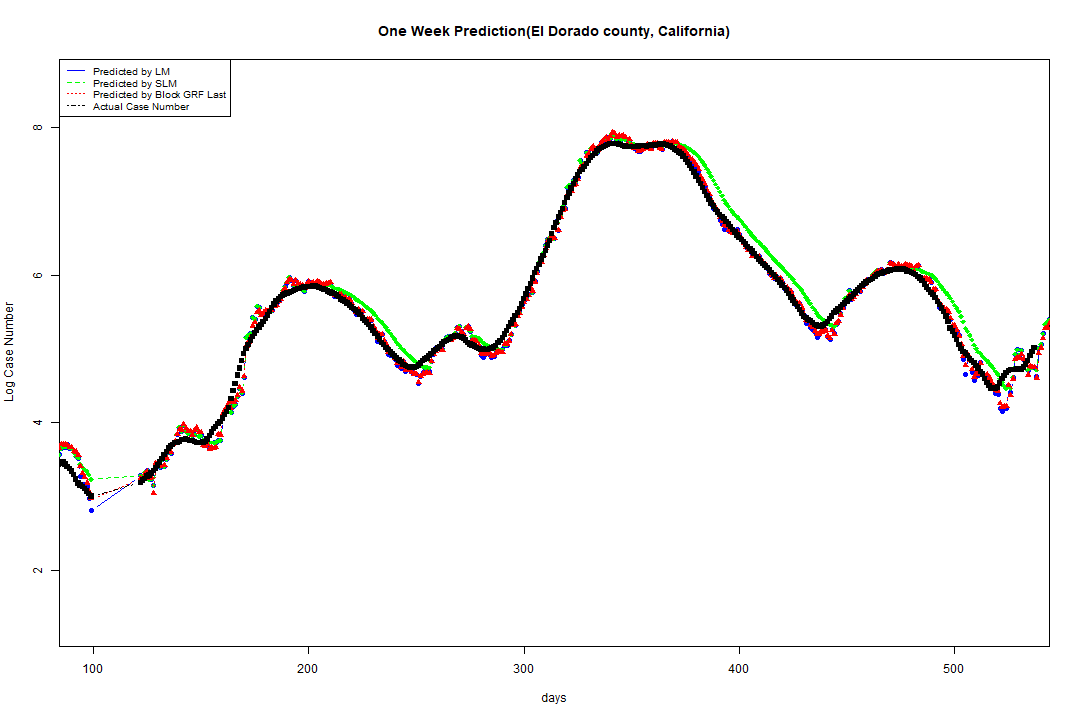 One Week Prediction(El Dorado county, California)
Predicted by LM
Predicted by SLM
Predicted by Block GRF Last
Actual Case Number
8
6
4
2
Log Case Number
100 200 300 400 500
days